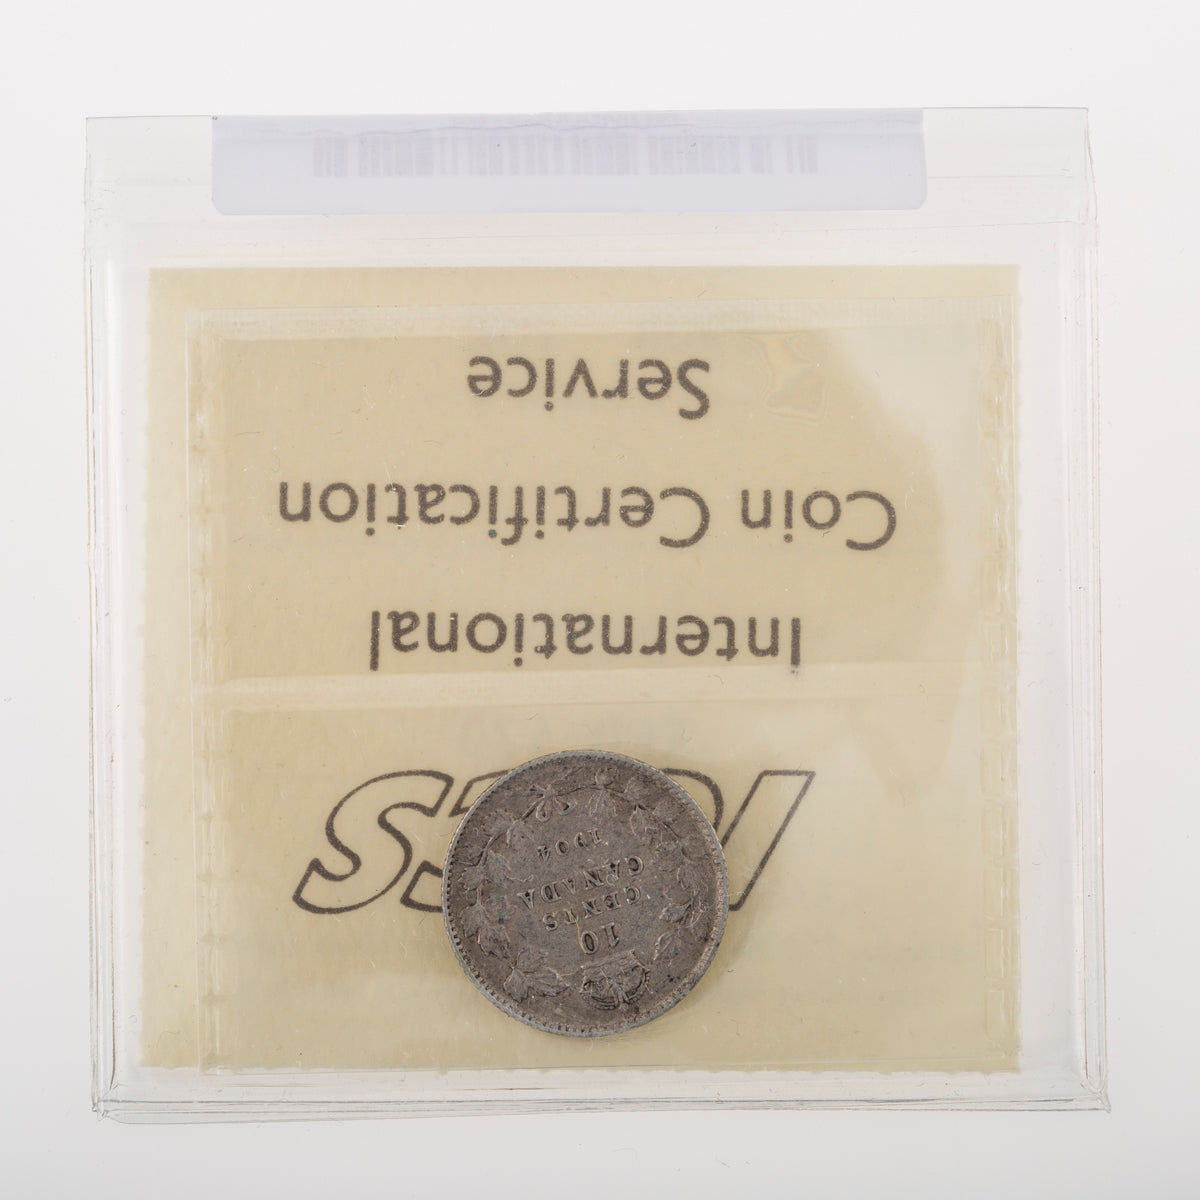 ICCS
10
CENTS
CANADA
1904
International
Coin Certification
Service